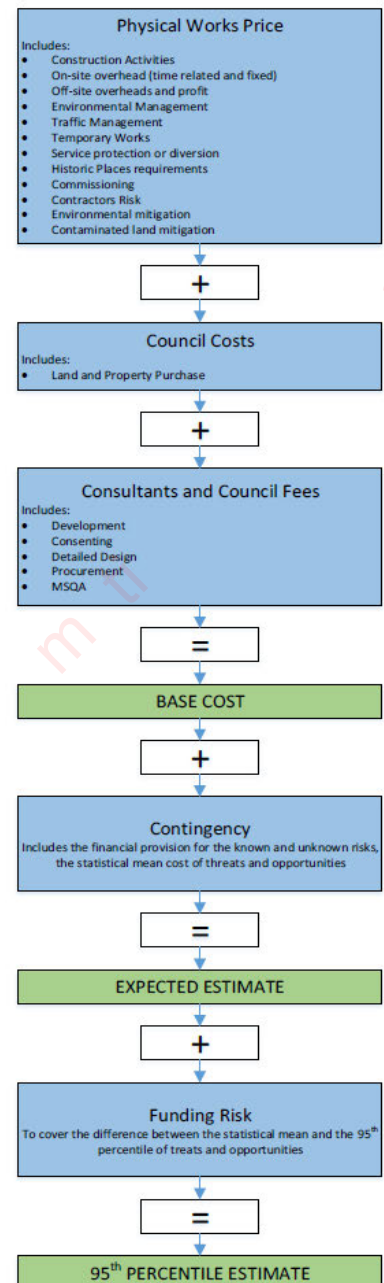 Physical Works Price
Includes:
• Construction Activities
• On-site overhead (time related and fixed)
• Off-site overheads and profit
• Environmental Management
• Traffic Management
• Temporary Works
• Service protection or diversion
• Historic Places requirements
• Commissioning
• Contractors Risk
• Environmental mitigation
• Contaminated land mitigation
+
Council Costs
Includes:
• Land and Property Purchase
+
Consultants and Council Fees
Includes:
• Development
• Consenting
• Detailed Design
• Procurement
• MSQA
=
BASE COST
+
Contingency
Includes the financial provision for the known and unknown risks,
the statistical mean cost of threats and opportunities
=
EXPECTED ESTIMATE
+
Funding Risk
To cover the difference between the statistical mean and the 95th
percentile of treats and opportunities
=
95th PERCENTILE ESTIMATE